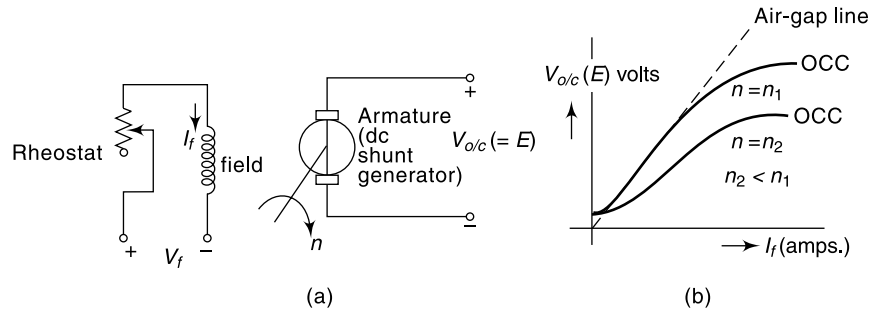 Rheostat
I_f
field
+
V_f
–
Armature
(dc
shunt
generator)
n
+
V_{o/c}(= E)
–
(a)
Air-gap line
V_{o/c}(E) volts
OCC
n = n_1
OCC
n = n_2
n_2 < n_1
I_f (amps.)
(b)